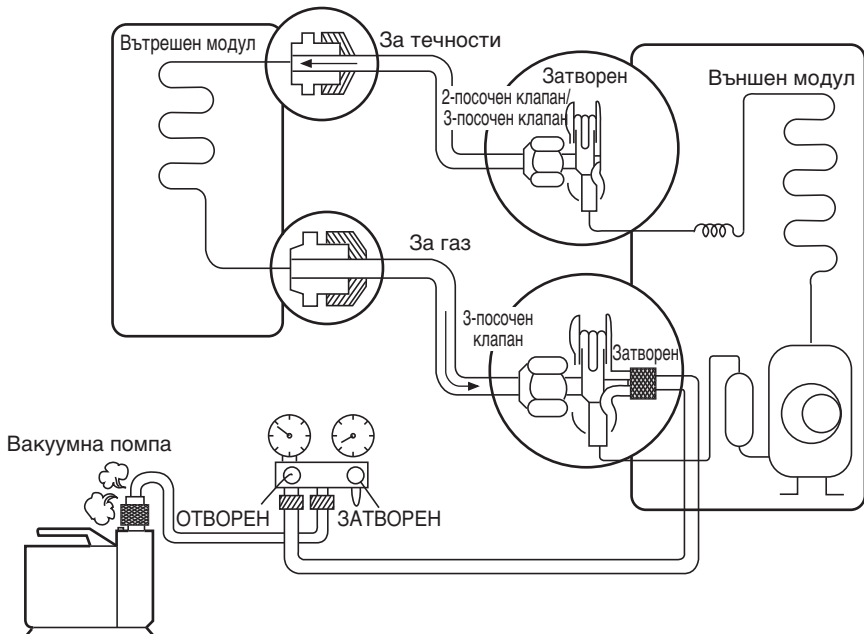 Вътрешен модул
За течности
Затворен
2-посочен клапан/
3-посочен клапан
Външен модул
За газ
3-посочен
клапан
Затворен
Вакуумна помпа
ОТВОРЕН
ЗАТВОРЕН